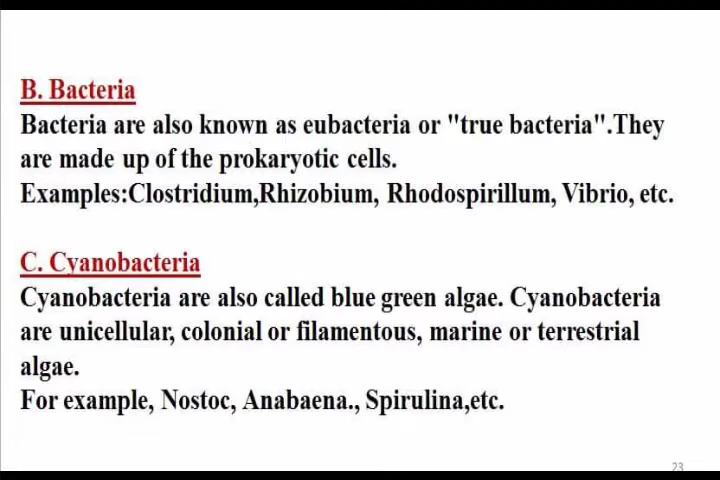 B. Bacteria
Bacteria are also known as eubacteria or "true bacteria".They
are made up of the prokaryotic cells.
Examples:Clostridium,Rhizobium, Rhodospirillum, Vibrio, etc.
C. Cyanobacteria
Cyanobacteria are also called blue green algae. Cyanobacteria
are unicellular, colonial or filamentous, marine or terrestrial
algae.
For example, Nostoc, Anabaena., Spirulina,etc.
23